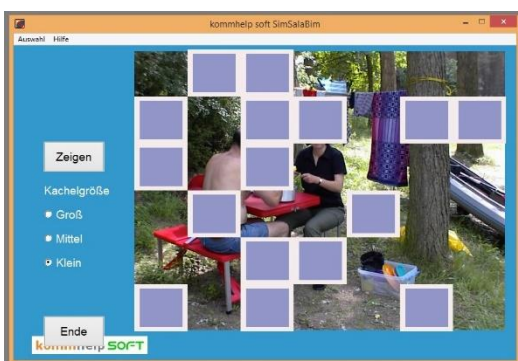 kommhelp soft SimSalaBim
Auswahl Hilfe
Zeigen
Kachelgröße
Groß
Mittel
Klein
Ende
kommhelp SOFT